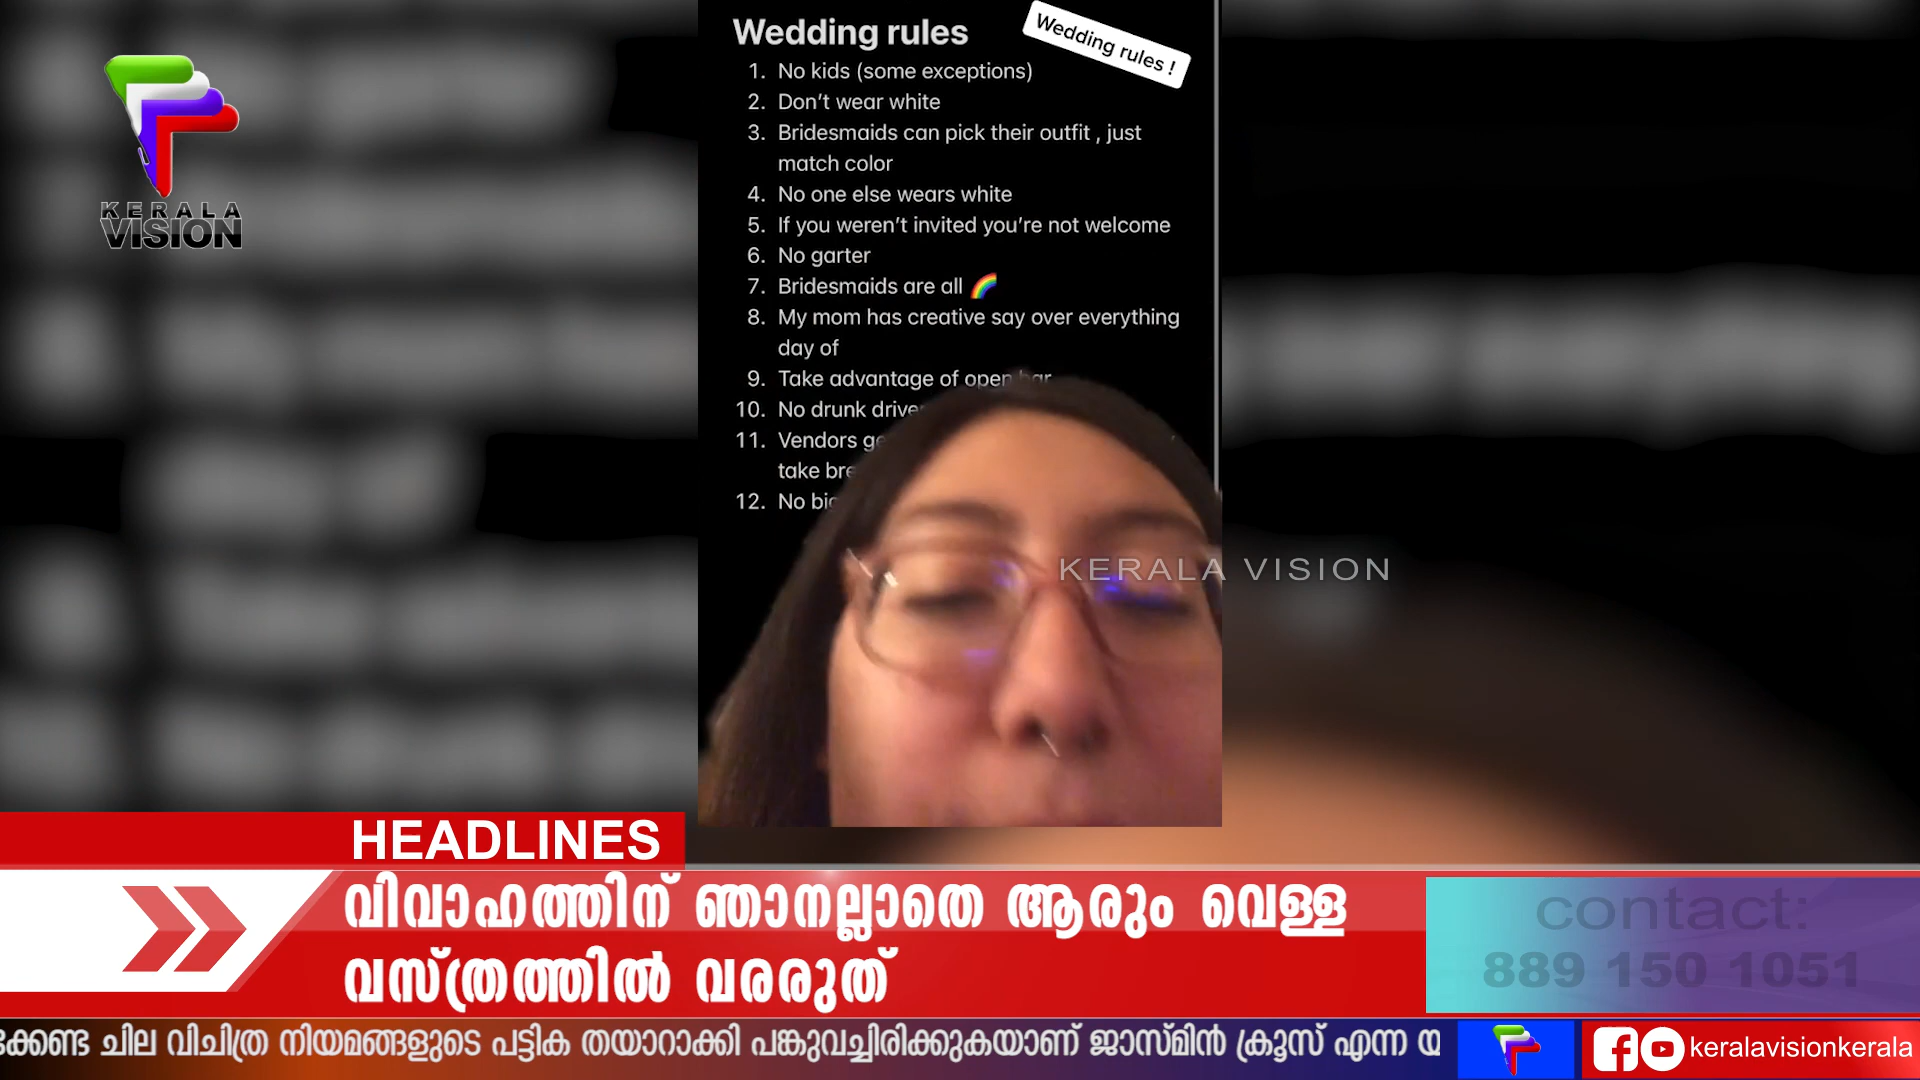 Wedding rules
Wedding rules !
1. No kids (some exceptions)
2. Don’t wear white
3. Bridesmaids can pick their outfit , just
match color
4. No one else wears white
5. If you weren’t invited you’re not welcome
6. No garter
7. Bridesmaids are all 🌈
8. My mom has creative say over everything
day of
9. Take advantage of open bar
10. No drunk
11. Vendors
take
12. No
KERALA
VISION
KERALA VISION
HEADLINES
വിവാഹത്തിന് ഞാനല്ലാതെ ആരും വെള്ള
വസ്ത്രത്തിൽ വരരുത്
contact:
889 150 1051
ചില വിചിത്ര നിയമങ്ങളുടെ പട്ടിക തയാറാക്കി പങ്കുവച്ചിരിക്കുകയാണ് ജാസ്മിൻ ക്രൂസ് എന്ന
keralavisionkerala